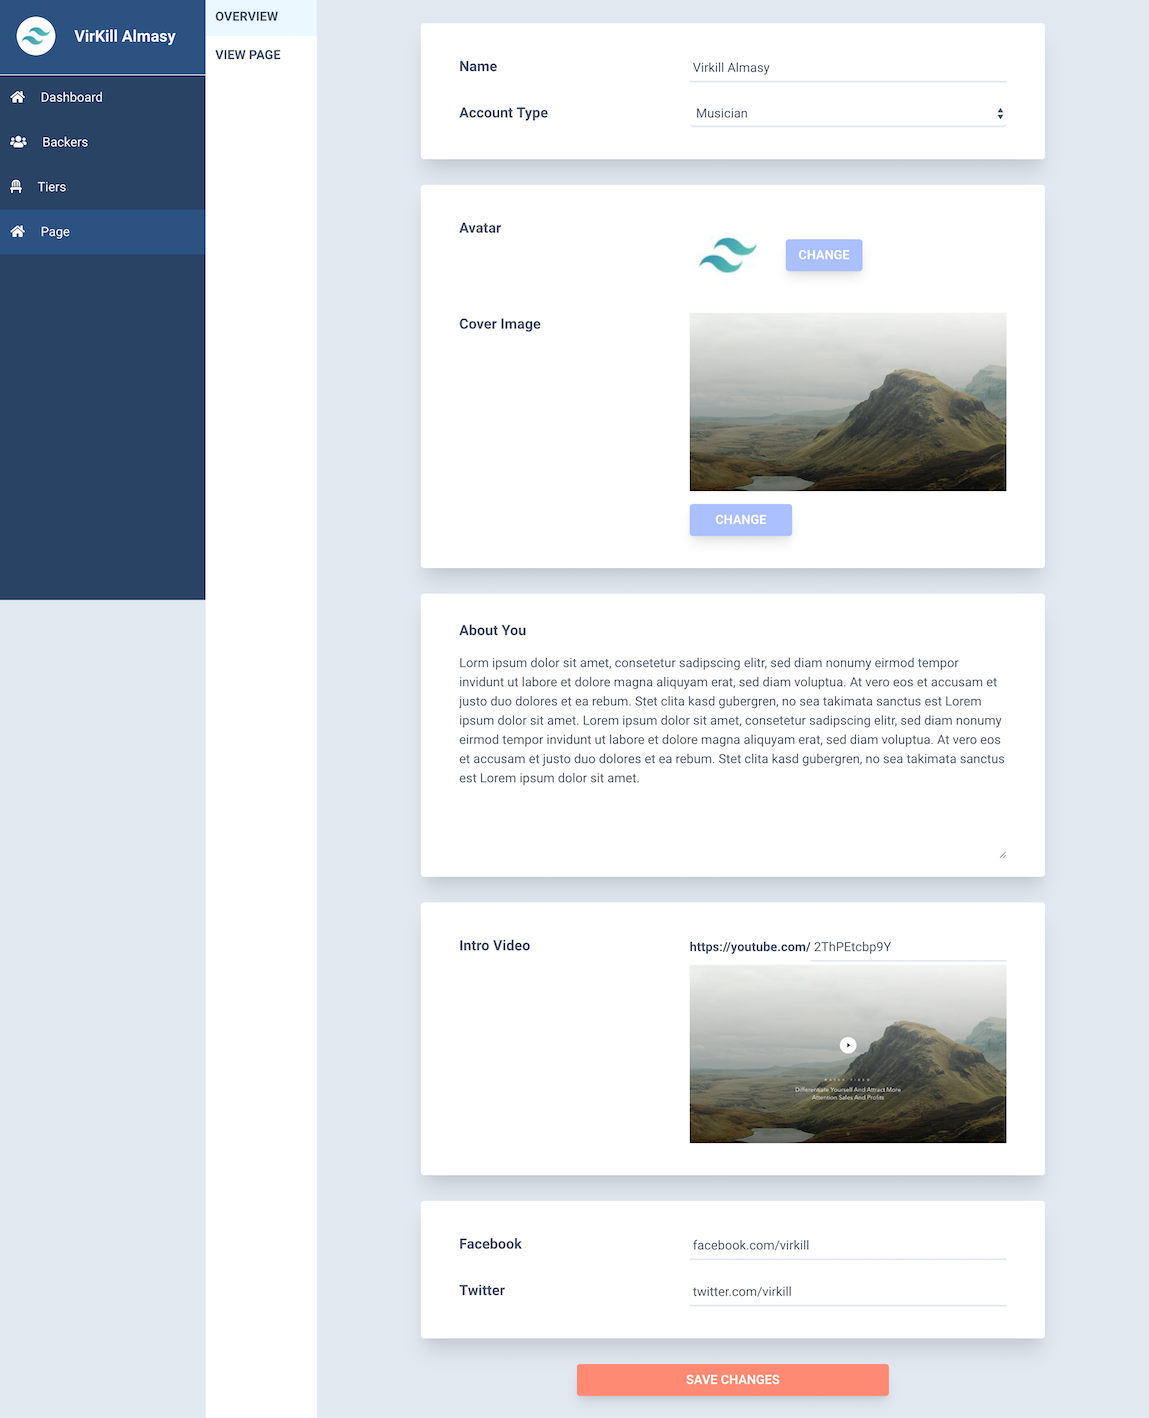 VirKill Almasy
Dashboard
Backers
Tiers
Page
OVERVIEW
VIEW PAGE
Name
Virkill Almasy
Account Type
Musician
Avatar
CHANGE
Cover Image
CHANGE
About You
Lorm ipsum dolor sit amet, consetetur sadipscing elitr, sed diam nonumy eirmod tempor
invidunt ut labore et dolore magna aliquyam erat, sed diam voluptua. At vero eos et accusam et
justo duo dolores et ea rebum. Stet clita kasd gubergren, no sea takimata sanctus est Lorem
ipsum dolor sit amet. Lorem ipsum dolor sit amet, consetetur sadipscing elitr, sed diam nonumy
eirmod tempor invidunt ut labore et dolore magna aliquyam erat, sed diam voluptua. At vero eos
et accusam et justo duo dolores et ea rebum. Stet clita kasd gubergren, no sea takimata sanctus
est Lorem ipsum dolor sit amet.
Intro Video
https://youtube.com/ 2ThPEtcbp9Y
WATCH VIDEO
Differentiate Yourself And Attract More
Attention Sales And Profits
Facebook
facebook.com/virkill
Twitter
twitter.com/virkill
SAVE CHANGES